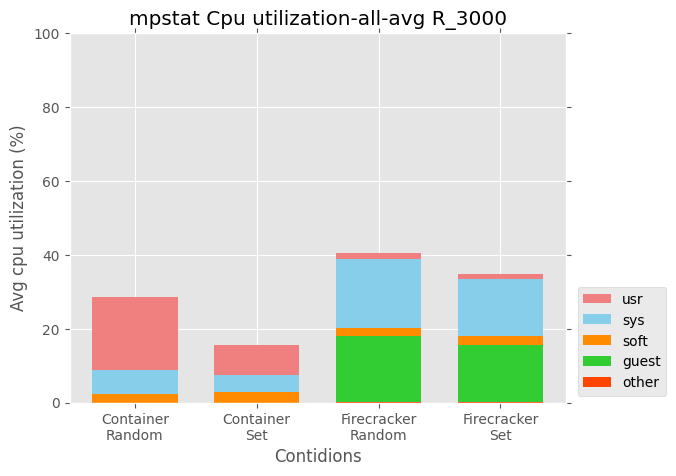 mpstat Cpu utilization-all-avg R_3000
Avg cpu utilization (%)
100
80
60
40
20
0
Container
Random
Container
Set
Firecracker
Random
Firecracker
Set
Contidions
usr
sys
soft
guest
other